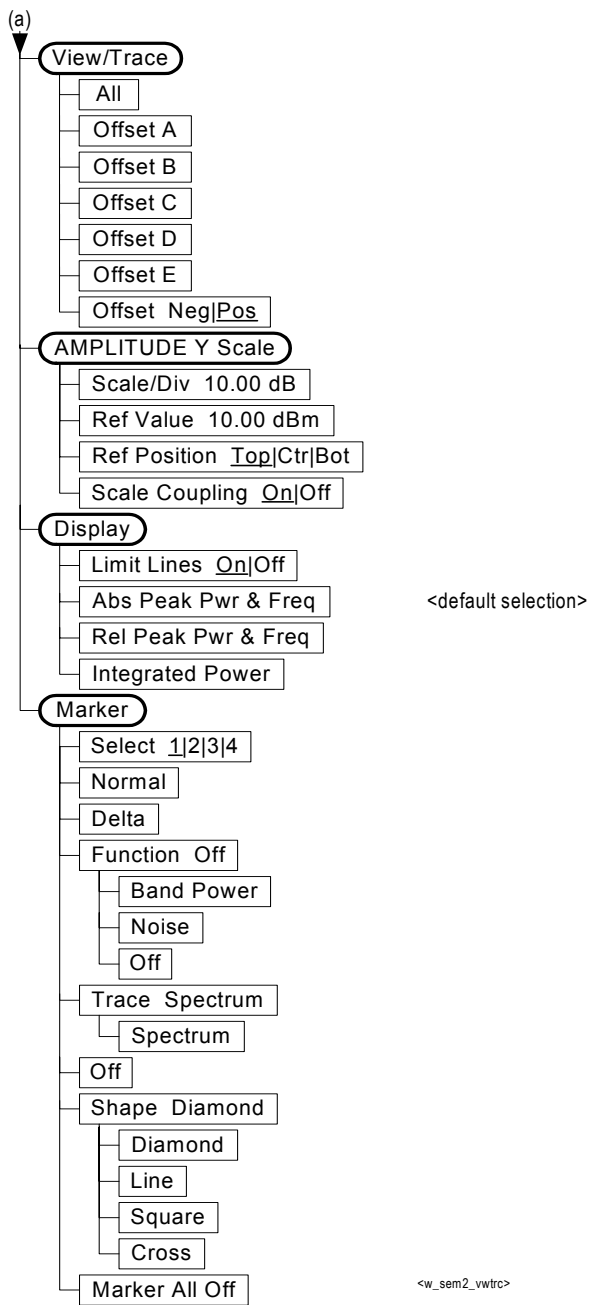 (a)
View/Trace
All
Offset A
Offset B
Offset C
Offset D
Offset E
Offset Neg|Pos
AMPLITUDE Y Scale
Scale/Div 10.00 dB
Ref Value 10.00 dBm
Ref Position Top|Ctr|Bot
Scale Coupling On|Off
Display
Limit Lines On|Off
Abs Peak Pwr & Freq <default selection>
Rel Peak Pwr & Freq
Integrated Power
Marker
Select 1|2|3|4
Normal
Delta
Function Off
Band Power
Noise
Off
Trace Spectrum
Spectrum
Off
Shape Diamond
Diamond
Line
Square
Cross
Marker All Off <w_sem2_vwtrc>